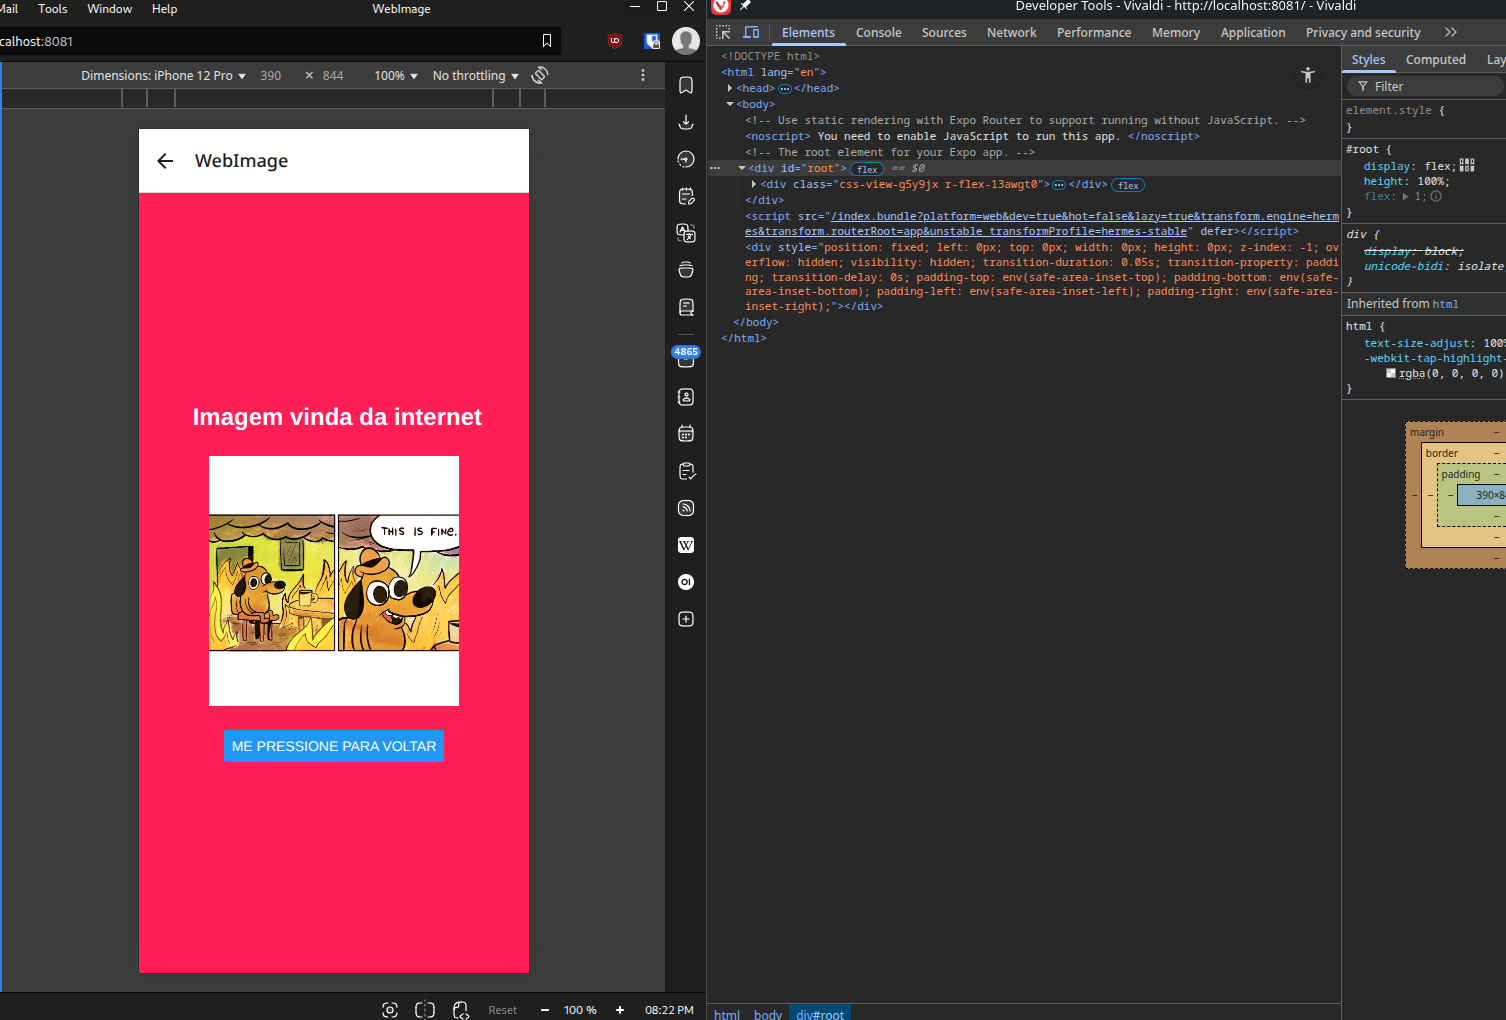 Mail Tools Window Help WebImage
calhost:8081
Dimensions: iPhone 12 Pro 390 × 844 100% No throttling
WebImage
Imagem vinda da internet
THIS IS FINE.
ME PRESSIONE PARA VOLTAR
4865
Reset − 100 % + 08:22 PM
Developer Tools - Vivaldi - http://localhost:8081/ - Vivaldi
Elements Console Sources Network Performance Memory Application Privacy and security
<!DOCTYPE html>
<html lang="en">
<head> ••• </head>
<body>
<!-- Use static rendering with Expo Router to support running without JavaScript. -->
<noscript> You need to enable JavaScript to run this app. </noscript>
<!-- The root element for your Expo app. -->
<div id="root"> flex == $0
<div class="css-view-g5y9jx r-flex-13awgt0"> ••• </div> flex
</div>
<script src="/index.bundle?platform=web&dev=true&hot=false&lazy=true&transform.engine=herm
es&transform.routerRoot=app&unstable_transformProfile=hermes-stable" defer></script>
<div style="position: fixed; left: 0px; top: 0px; width: 0px; height: 0px; z-index: -1; ov
erflow: hidden; visibility: hidden; transition-duration: 0.05s; transition-property: paddi
ng; transition-delay: 0s; padding-top: env(safe-area-inset-top); padding-bottom: env(safe-
area-inset-bottom); padding-left: env(safe-area-inset-left); padding-right: env(safe-area-
inset-right);"></div>
</body>
</html>
html body div#root
Styles Computed Lay
Filter
element.style {
}
#root {
display: flex;
height: 100%;
flex: 1;
}
div {
display: block;
unicode-bidi: isolate
}
Inherited from html
html {
text-size-adjust: 100%
-webkit-tap-highlight-
rgba(0, 0, 0, 0)
}
margin −
border −
padding −
− − − 390×8
−
−
−